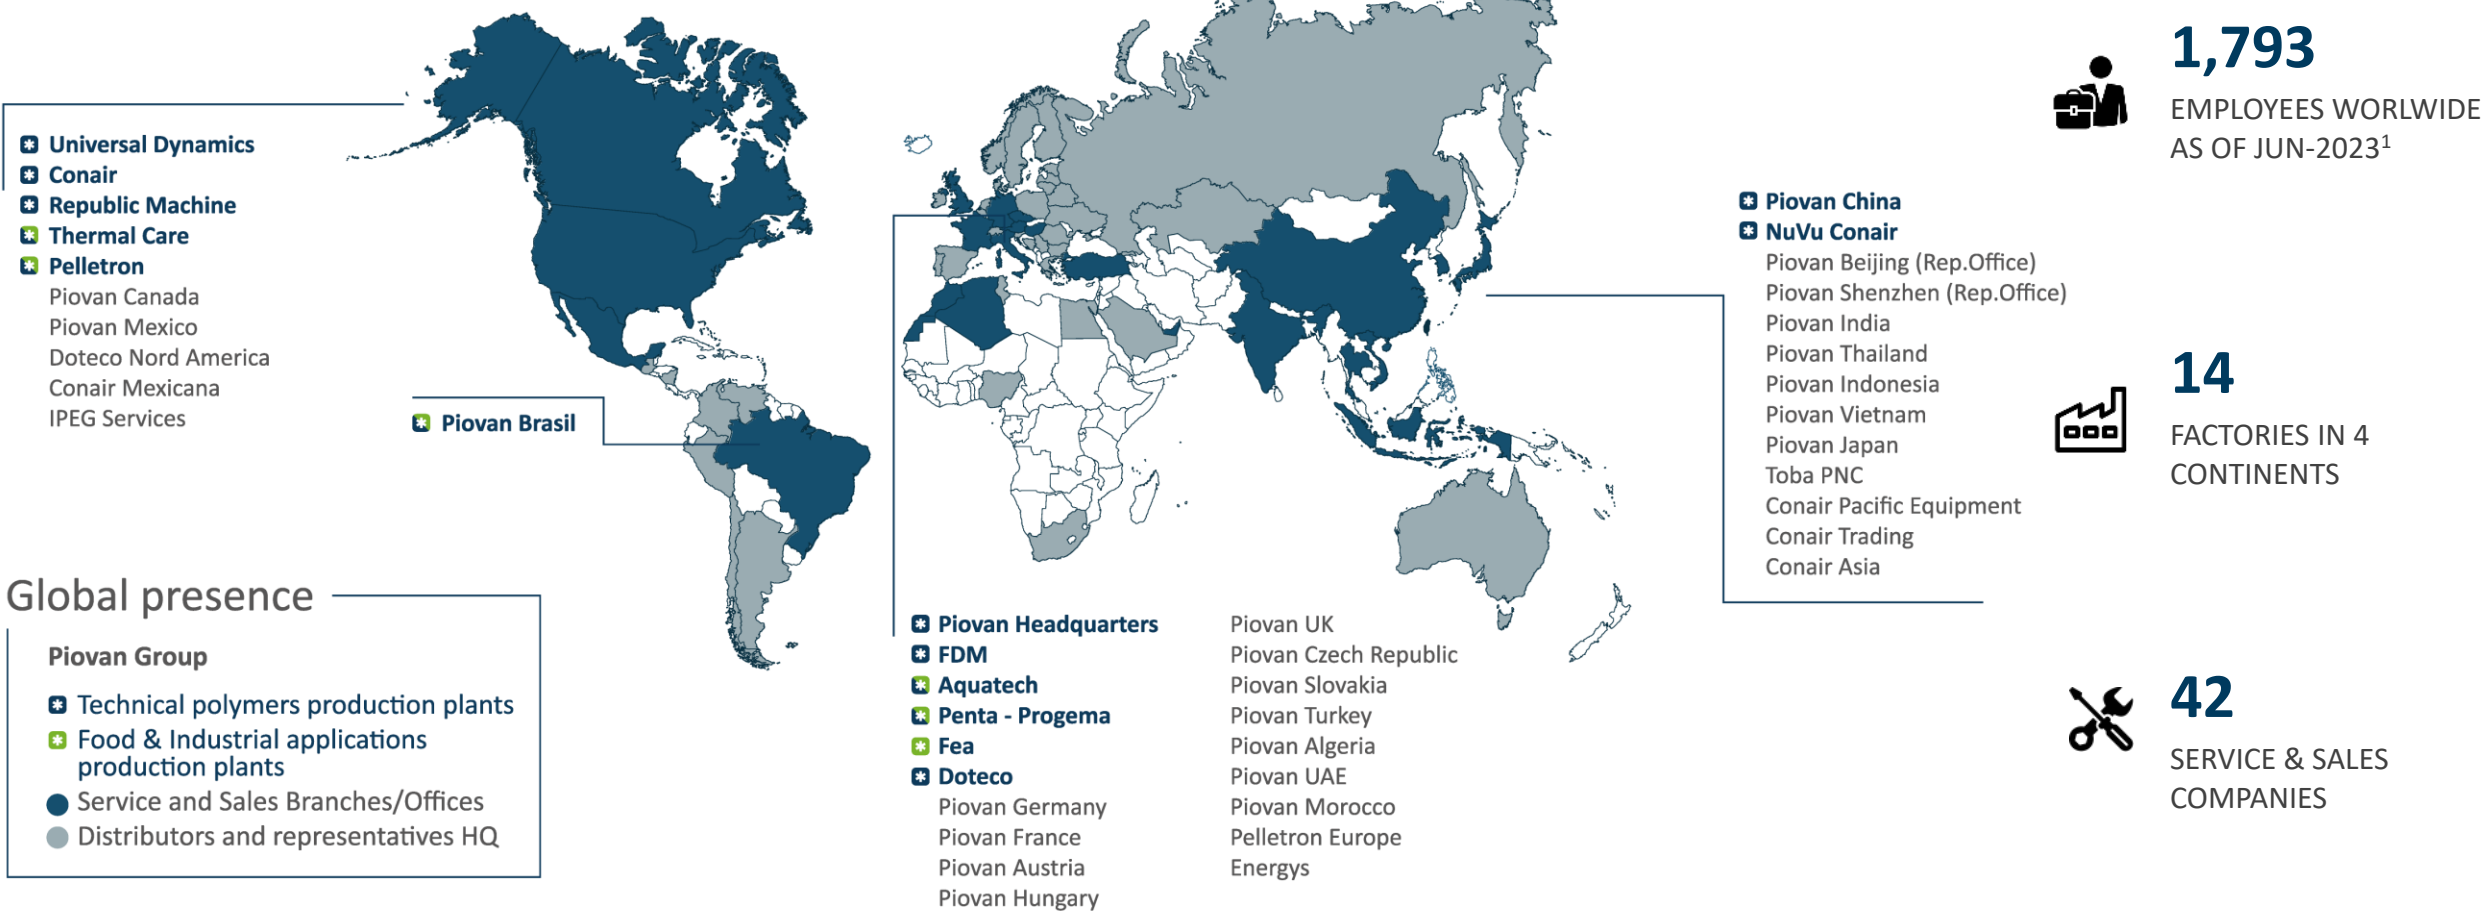 Universal Dynamics
Conair
Republic Machine
Thermal Care
Pelletron
Piovan Canada
Piovan Mexico
Doteco Nord America
Conair Mexicana
IPEG Services
Piovan Brasil
Global presence
Piovan Group
Technical polymers production plants
Food & Industrial applications
production plants
Service and Sales Branches/Offices
Distributors and representatives HQ
Piovan Headquarters
FDM
Aquatech
Penta - Progema
Fea
Doteco
Piovan Germany
Piovan France
Piovan Austria
Piovan Hungary
Piovan UK
Piovan Czech Republic
Piovan Slovakia
Piovan Turkey
Piovan Algeria
Piovan UAE
Piovan Morocco
Pelletron Europe
Energys
Piovan China
NuVu Conair
Piovan Beijing (Rep.Office)
Piovan Shenzhen (Rep.Office)
Piovan India
Piovan Thailand
Piovan Indonesia
Piovan Vietnam
Piovan Japan
Toba PNC
Conair Pacific Equipment
Conair Trading
Conair Asia
1,793
EMPLOYEES WORLWIDE
AS OF JUN-2023¹
14
FACTORIES IN 4
CONTINENTS
42
SERVICE & SALES
COMPANIES